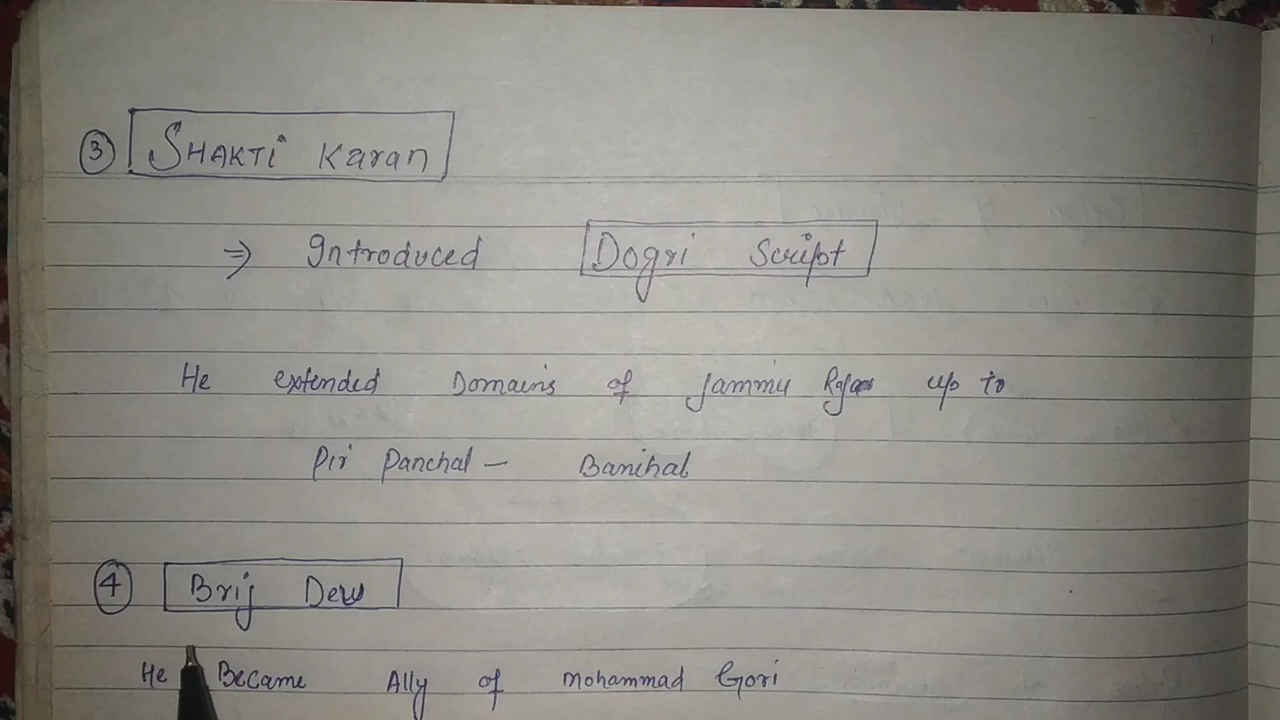 ③ SHAKTi Karan
⇒ Introduced Dogri Script
He extended Domains of Jammu Rajas up to
Pir Panchal – Banihal
④ Brij Dev
He Became Ally of Mohammad Gori